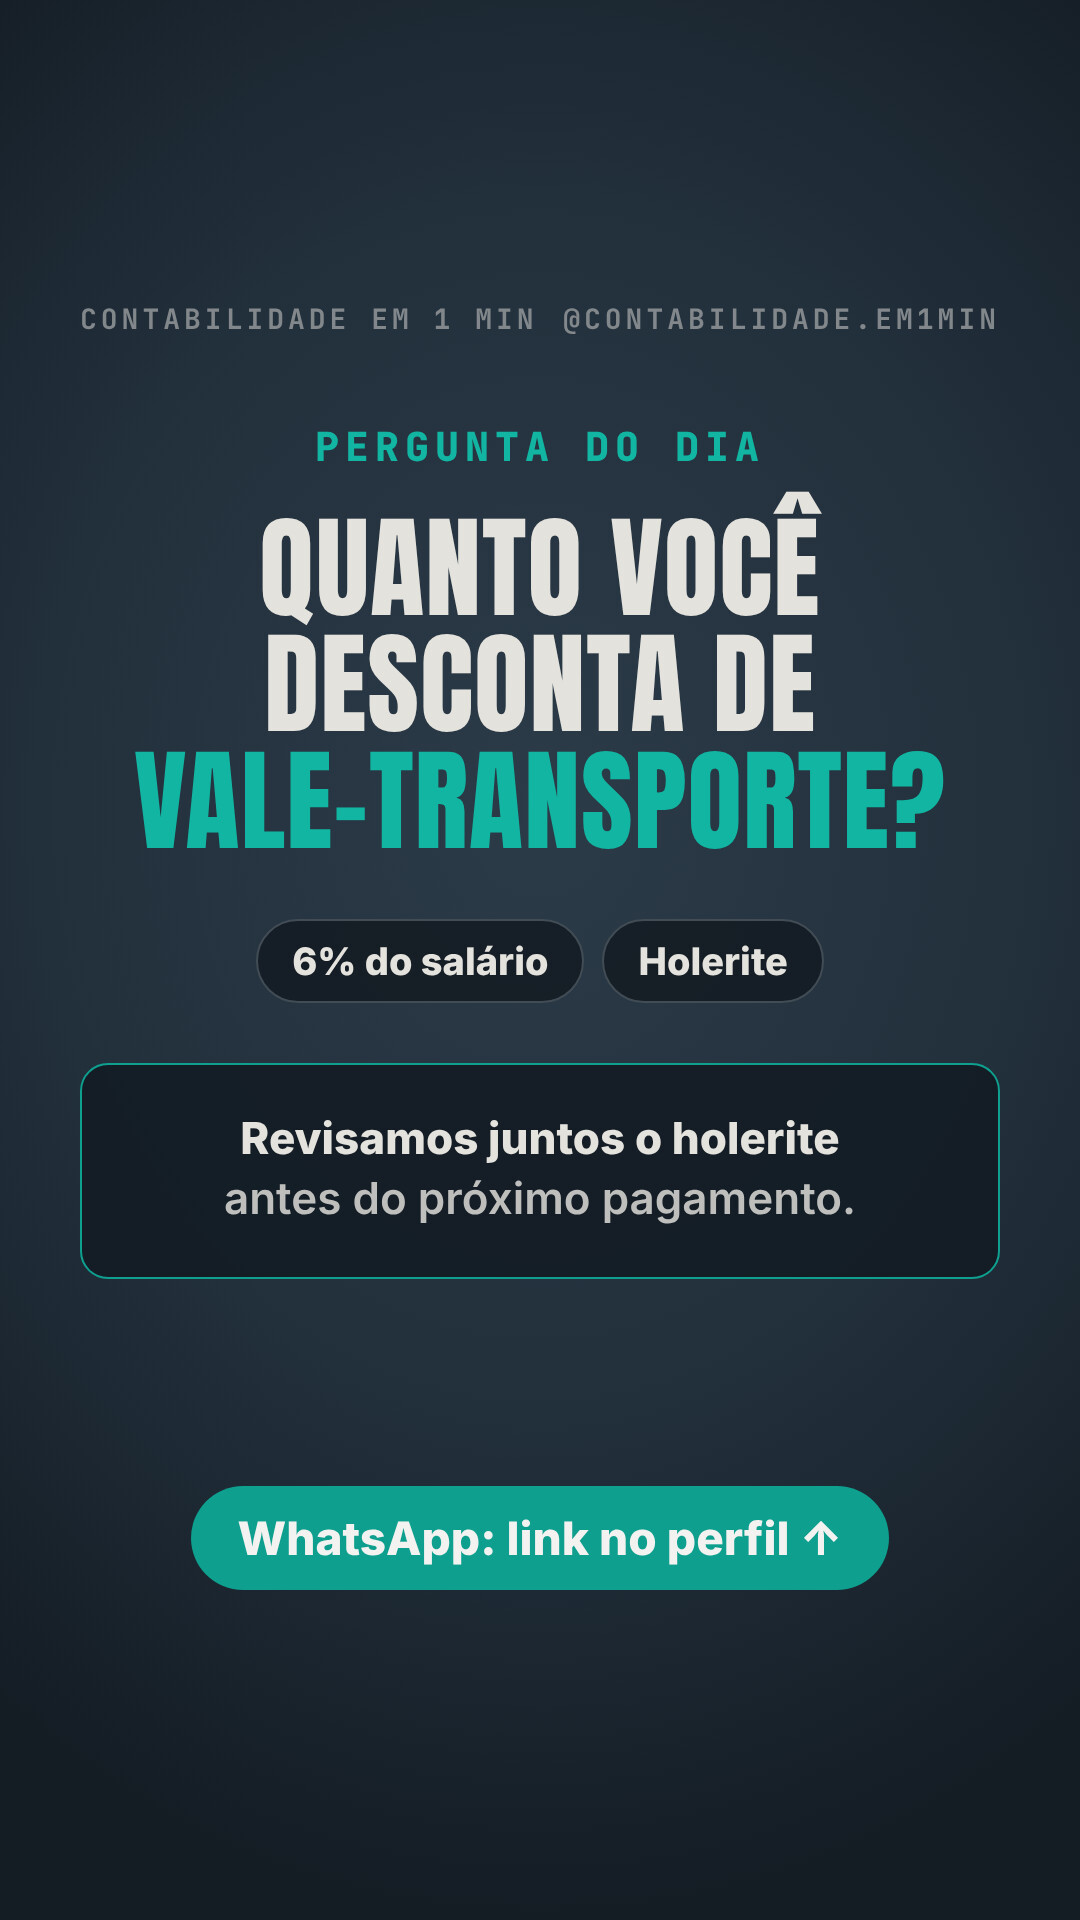 CONTABILIDADE EM 1 MIN @CONTABILIDADE.EM1MIN
PERGUNTA DO DIA
QUANTO VOCÊ
DESCONTA DE
VALE-TRANSPORTE?
6% do salário Holerite
Revisamos juntos o holerite
antes do próximo pagamento.
WhatsApp: link no perfil ↑